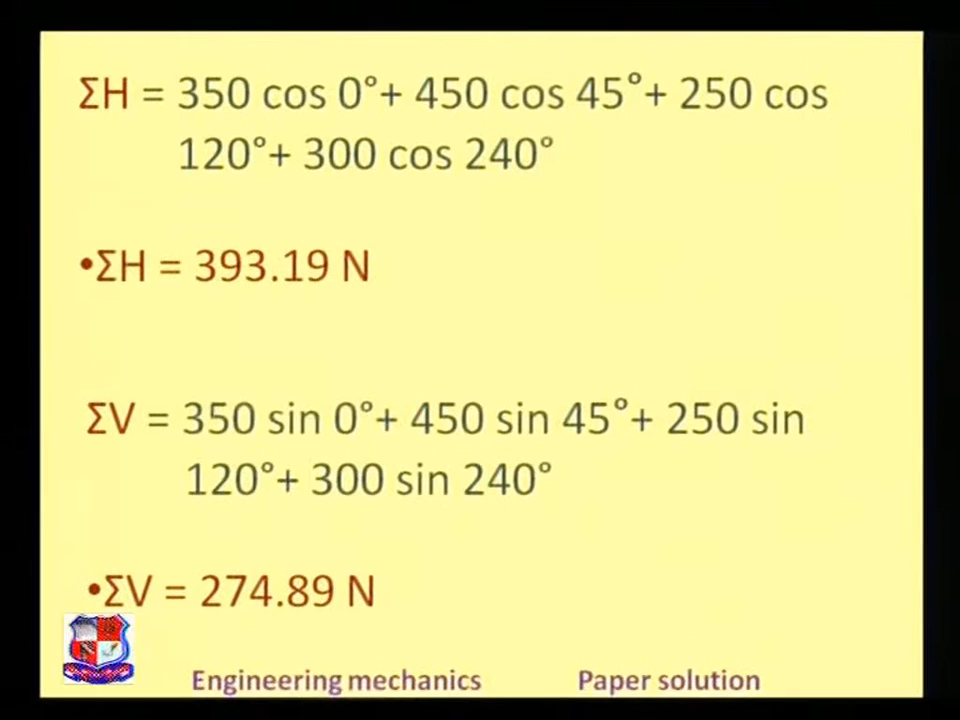 ΣH = 350 cos 0°+ 450 cos 45°+ 250 cos
120°+ 300 cos 240°
•ΣH = 393.19 N
ΣV = 350 sin 0°+ 450 sin 45°+ 250 sin
120°+ 300 sin 240°
•ΣV = 274.89 N
Engineering mechanics Paper solution